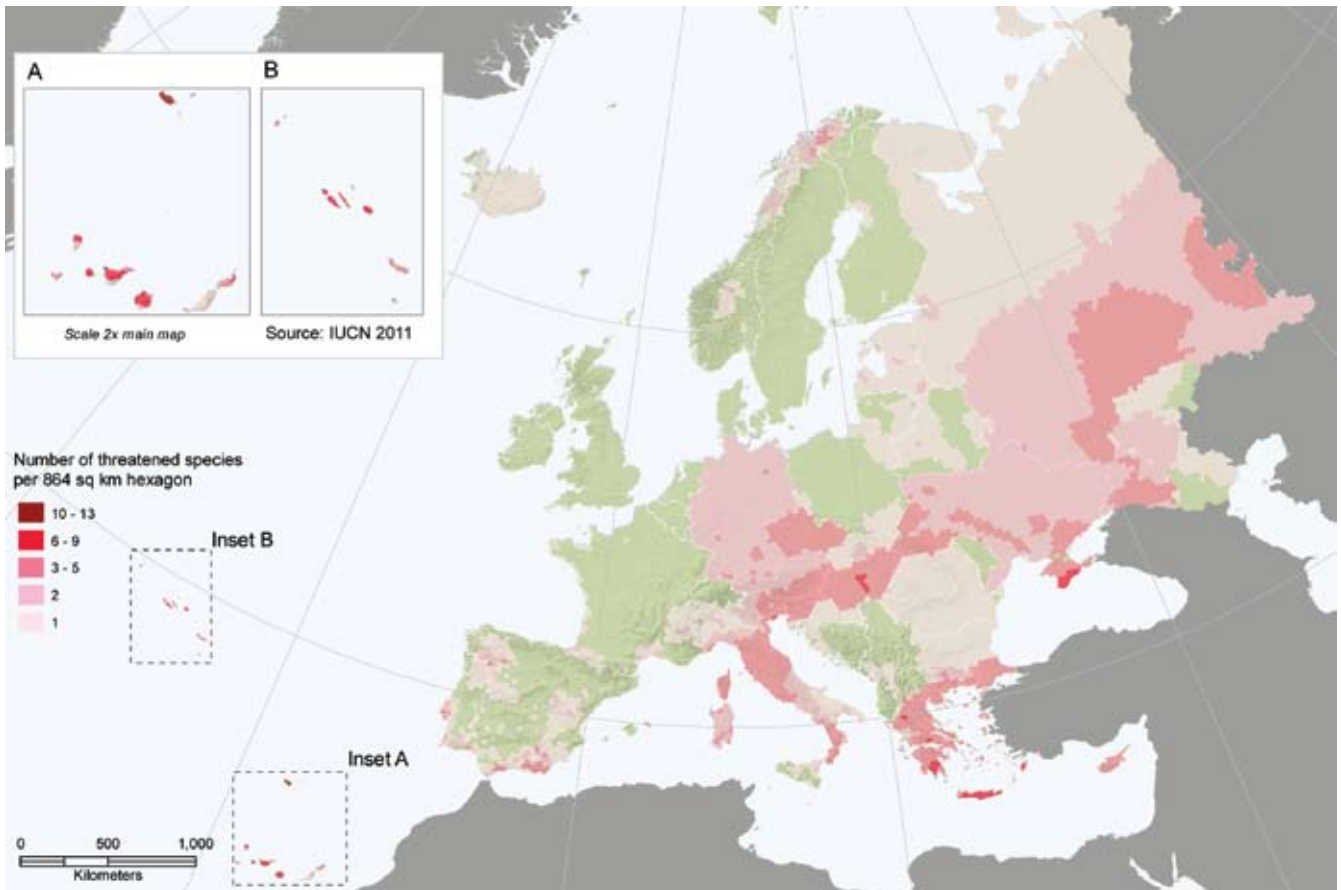 A
B
Scale 2x main map
Source: IUCN 2011
Number of threatened species
per 864 sq km hexagon
10 - 13
6 - 9
3 - 5
2
1
Inset B
Inset A
0 500 1,000
Kilometers